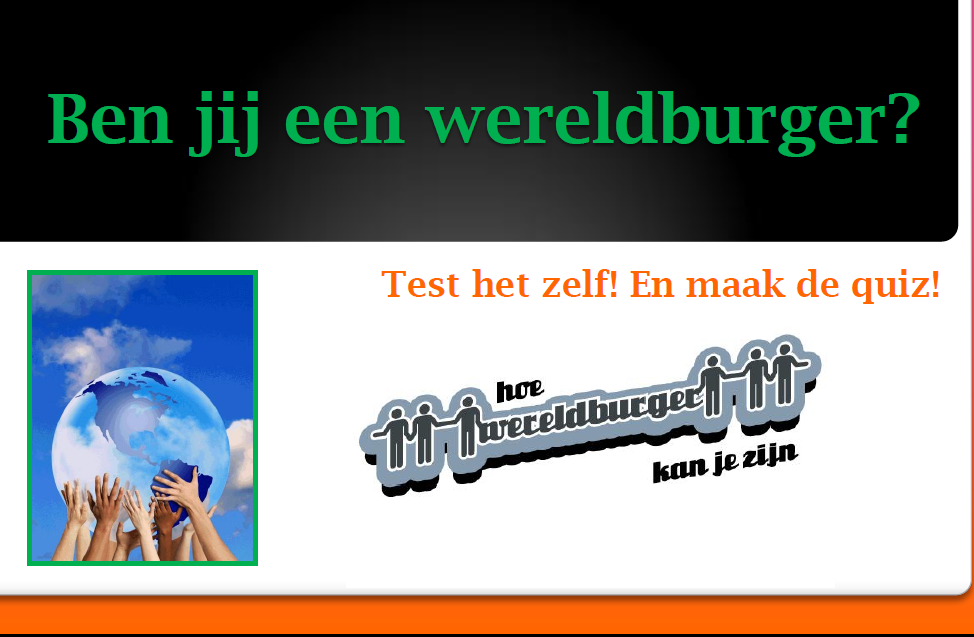 Ben jij een wereldburger?
Test het zelf! En maak de quiz!
hoe
wereldburger
kan je zijn